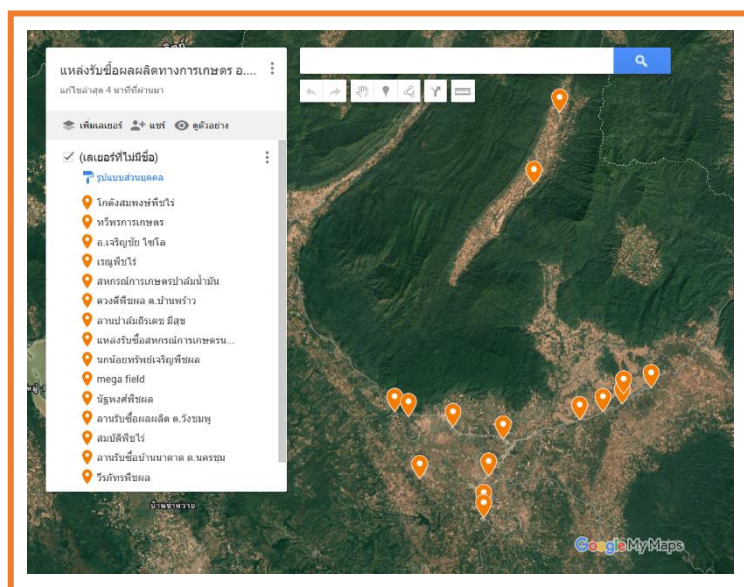 แหล่งรับซื้อผลผลิตทางการเกษตร อ....
แก้ไขล่าสุด 4 นาทีที่ผ่านมา
เพิ่มเลเยอร์ แชร์ ดูตัวอย่าง
(เลเยอร์ที่ไม่มีชื่อ)
รูปแบบส่วนบุคคล
โกดังสมพงษ์พืชไร่
ทวีพรการเกษตร
อ.เจริญชัย ไซโล
เรณูพืชไร่
สหกรณ์การเกษตรปาล์มน้ำมัน
ดวงดีพืชผล ต.บ้านพร้าว
ลานปาล์มถิรเดช มีสุข
แหล่งรับซื้อสหกรณ์การเกษตรน...
นกน้อยทรัพย์เจริญพืชผล
mega field
นัฐพงศ์พืชผล
ลานรับซื้อผลผลิต ต.วังชมพู
สมบัติพืชไร่
ลานรับซื้อบ้านนาตาด ต.นครชุม
วีรภัทรพืชผล
Google My Maps